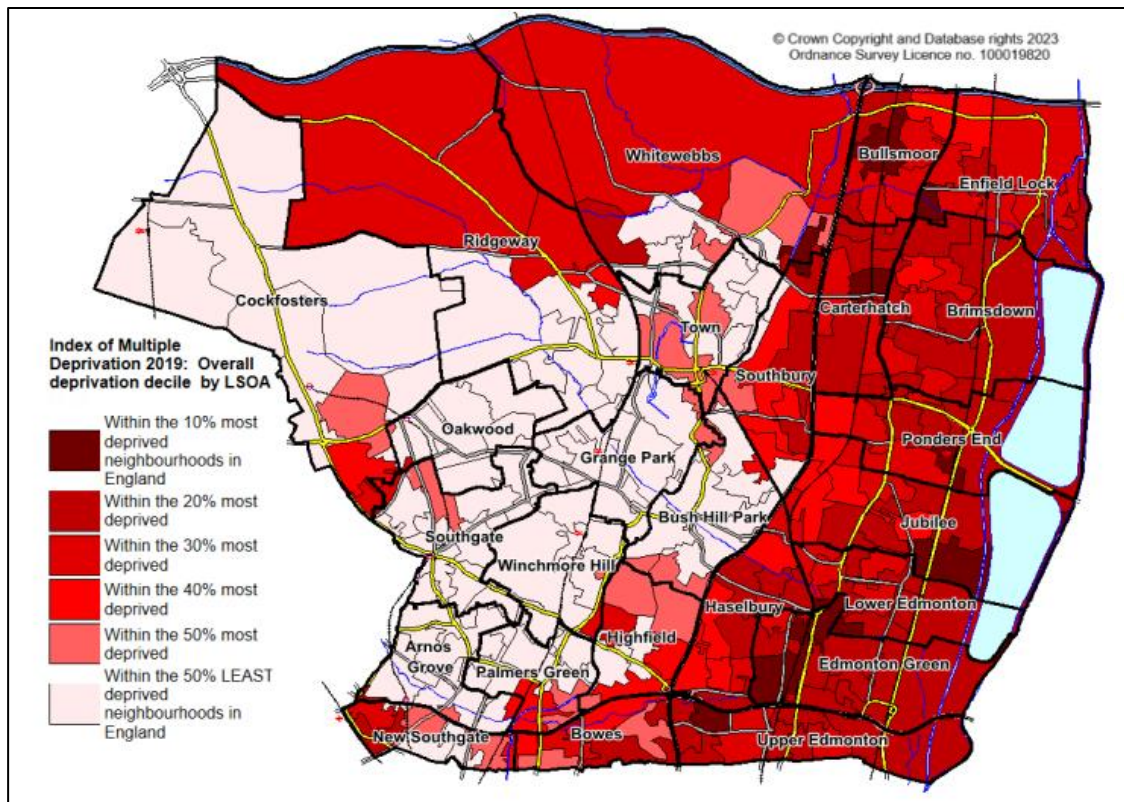 © Crown Copyright and Database rights 2023
Ordnance Survey Licence no. 100019820
Whitewebbs
Bullsmoor
Enfield Lock
Ridgeway
Cockfosters
Town
Carterhatch
Brimsdown
Southbury
Index of Multiple
Deprivation 2019: Overall
deprivation decile by LSOA
Within the 10% most
deprived
neighbourhoods in
England
Within the 20% most
deprived
Within the 30% most
deprived
Within the 40% most
deprived
Within the 50% most
deprived
Within the 50% LEAST
deprived
neighbourhoods in
England
Oakwood
Grange Park
Ponders End
Southgate
Bush Hill Park
Jubilee
Winchmore Hill
Haselbury
Lower Edmonton
Highfield
Arnos
Grove
Palmers Green
Edmonton Green
New Southgate
Bowes
Upper Edmonton